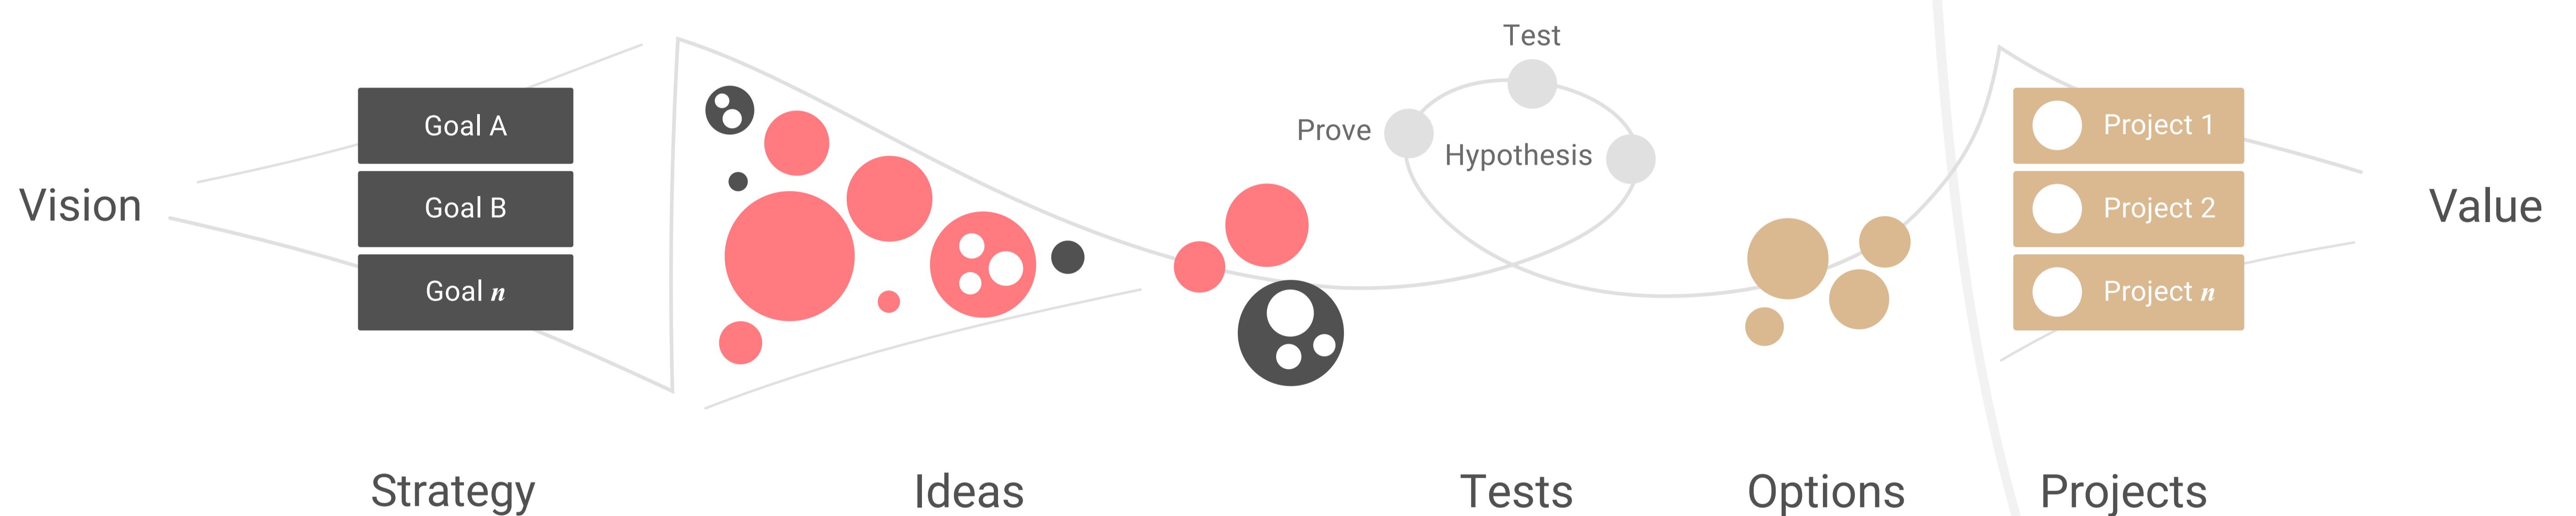 Vision
Goal A
Goal B
Goal n
Test
Prove
Hypothesis
Project 1
Project 2
Project n
Value
Strategy
Ideas
Tests
Options
Projects